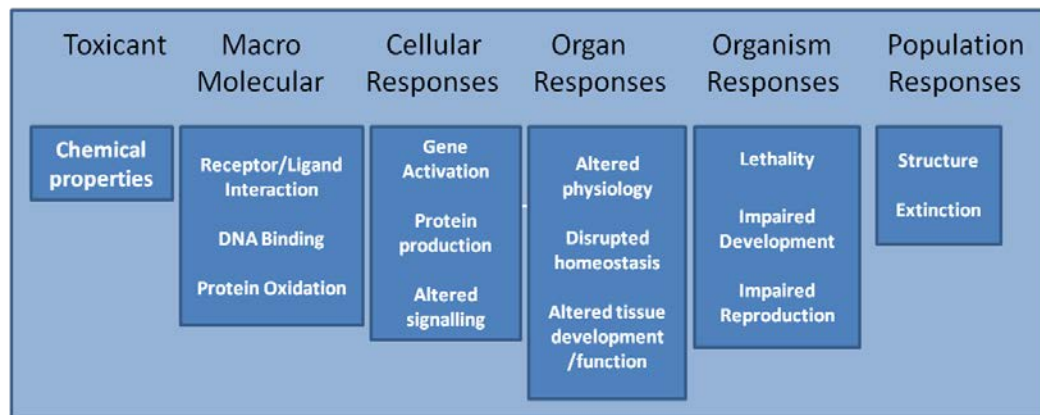 Toxicant
Macro
Molecular
Cellular
Responses
Organ
Responses
Organism
Responses
Population
Responses
Chemical
properties
Receptor/Ligand
Interaction
DNA Binding
Protein Oxidation
Gene
Activation
Protein
production
Altered
signalling
Altered
physiology
Disrupted
homeostasis
Altered tissue
development
/function
Lethality
Impaired
Development
Impaired
Reproduction
Structure
Extinction